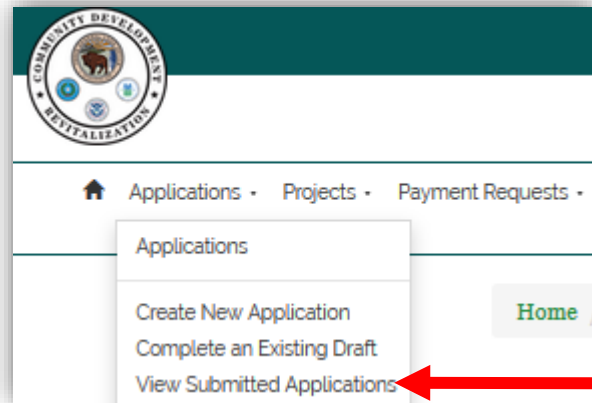 COMMUNITY DEVELOPMENT
REVITALIZATION
Applications Projects Payment Requests
Applications
Create New Application
Home /
Complete an Existing Draft
View Submitted Applications